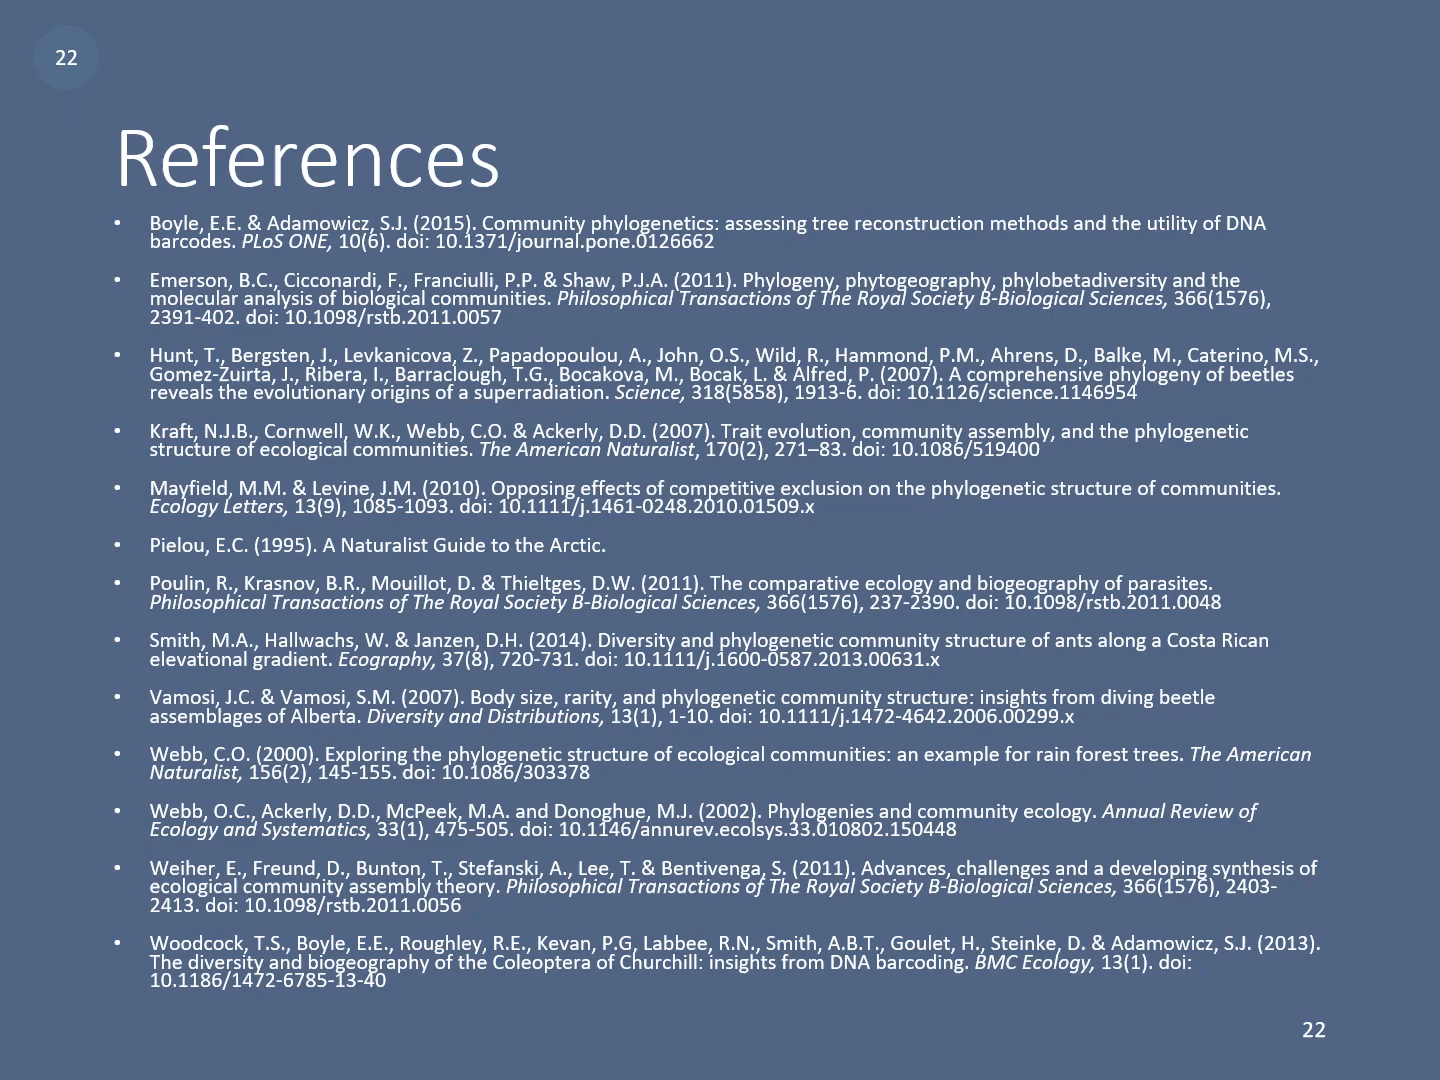 22
References
• Boyle, E.E. & Adamowicz, S.J. (2015). Community phylogenetics: assessing tree reconstruction methods and the utility of DNA
barcodes. PLoS ONE, 10(6). doi: 10.1371/journal.pone.0126662
• Emerson, B.C., Cicconardi, F., Franciulli, P.P. & Shaw, P.J.A. (2011). Phylogeny, phytogeography, phylobetadiversity and the
molecular analysis of biological communities. Philosophical Transactions of The Royal Society B-Biological Sciences, 366(1576),
2391-402. doi: 10.1098/rstb.2011.0057
• Hunt, T., Bergsten, J., Levkanicova, Z., Papadopoulou, A., John, O.S., Wild, R., Hammond, P.M., Ahrens, D., Balke, M., Caterino, M.S.,
Gomez-Zuirta, J., Ribera, I., Barraclough, T.G., Bocakova, M., Bocak, L. & Alfred, P. (2007). A comprehensive phylogeny of beetles
reveals the evolutionary origins of a superradiation. Science, 318(5858), 1913-6. doi: 10.1126/science.1146954
• Kraft, N.J.B., Cornwell, W.K., Webb, C.O. & Ackerly, D.D. (2007). Trait evolution, community assembly, and the phylogenetic
structure of ecological communities. The American Naturalist, 170(2), 271–83. doi: 10.1086/519400
• Mayfield, M.M. & Levine, J.M. (2010). Opposing effects of competitive exclusion on the phylogenetic structure of communities.
Ecology Letters, 13(9), 1085-1093. doi: 10.1111/j.1461-0248.2010.01509.x
• Pielou, E.C. (1995). A Naturalist Guide to the Arctic.
• Poulin, R., Krasnov, B.R., Mouillot, D. & Thieltges, D.W. (2011). The comparative ecology and biogeography of parasites.
Philosophical Transactions of The Royal Society B-Biological Sciences, 366(1576), 237-2390. doi: 10.1098/rstb.2011.0048
• Smith, M.A., Hallwachs, W. & Janzen, D.H. (2014). Diversity and phylogenetic community structure of ants along a Costa Rican
elevational gradient. Ecography, 37(8), 720-731. doi: 10.1111/j.1600-0587.2013.00631.x
• Vamosi, J.C. & Vamosi, S.M. (2007). Body size, rarity, and phylogenetic community structure: insights from diving beetle
assemblages of Alberta. Diversity and Distributions, 13(1), 1-10. doi: 10.1111/j.1472-4642.2006.00299.x
• Webb, C.O. (2000). Exploring the phylogenetic structure of ecological communities: an example for rain forest trees. The American
Naturalist, 156(2), 145-155. doi: 10.1086/303378
• Webb, O.C., Ackerly, D.D., McPeek, M.A. and Donoghue, M.J. (2002). Phylogenies and community ecology. Annual Review of
Ecology and Systematics, 33(1), 475-505. doi: 10.1146/annurev.ecolsys.33.010802.150448
• Weiher, E., Freund, D., Bunton, T., Stefanski, A., Lee, T. & Bentivenga, S. (2011). Advances, challenges and a developing synthesis of
ecological community assembly theory. Philosophical Transactions of The Royal Society B-Biological Sciences, 366(1576), 2403-
2413. doi: 10.1098/rstb.2011.0056
• Woodcock, T.S., Boyle, E.E., Roughley, R.E., Kevan, P.G, Labbee, R.N., Smith, A.B.T., Goulet, H., Steinke, D. & Adamowicz, S.J. (2013).
The diversity and biogeography of the Coleoptera of Churchill: insights from DNA barcoding. BMC Ecology, 13(1). doi:
10.1186/1472-6785-13-40
22